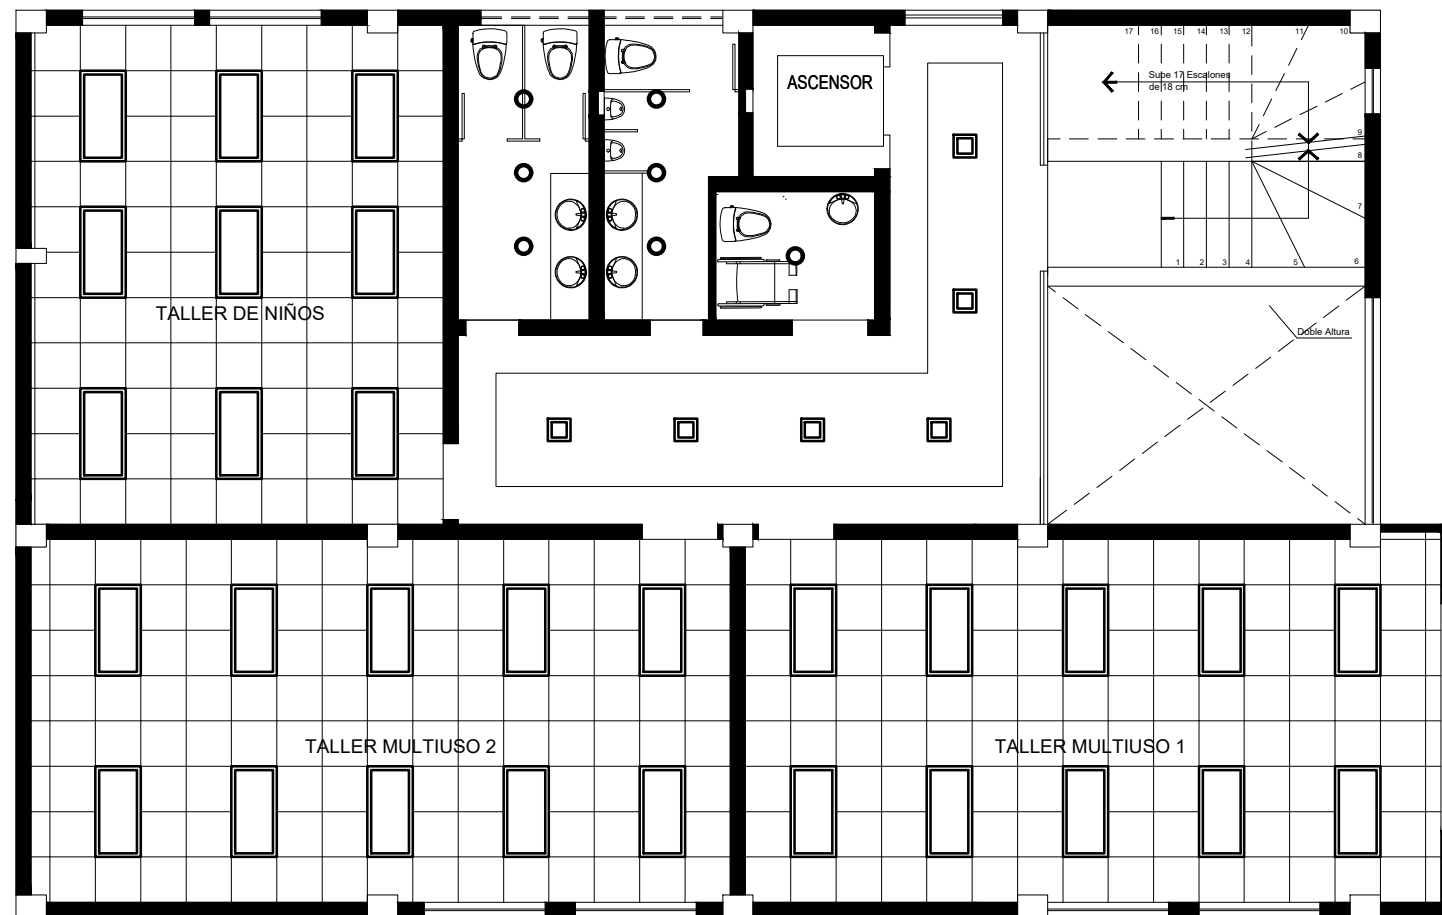 17 16 15 14 13 12 11 10
Sube 17 Escalones
de 18 cm
ASCENSOR
9
8
7
1 2 3 4 5 6
TALLER DE NIÑOS
Doble Altura
TALLER MULTIUSO 2
TALLER MULTIUSO 1